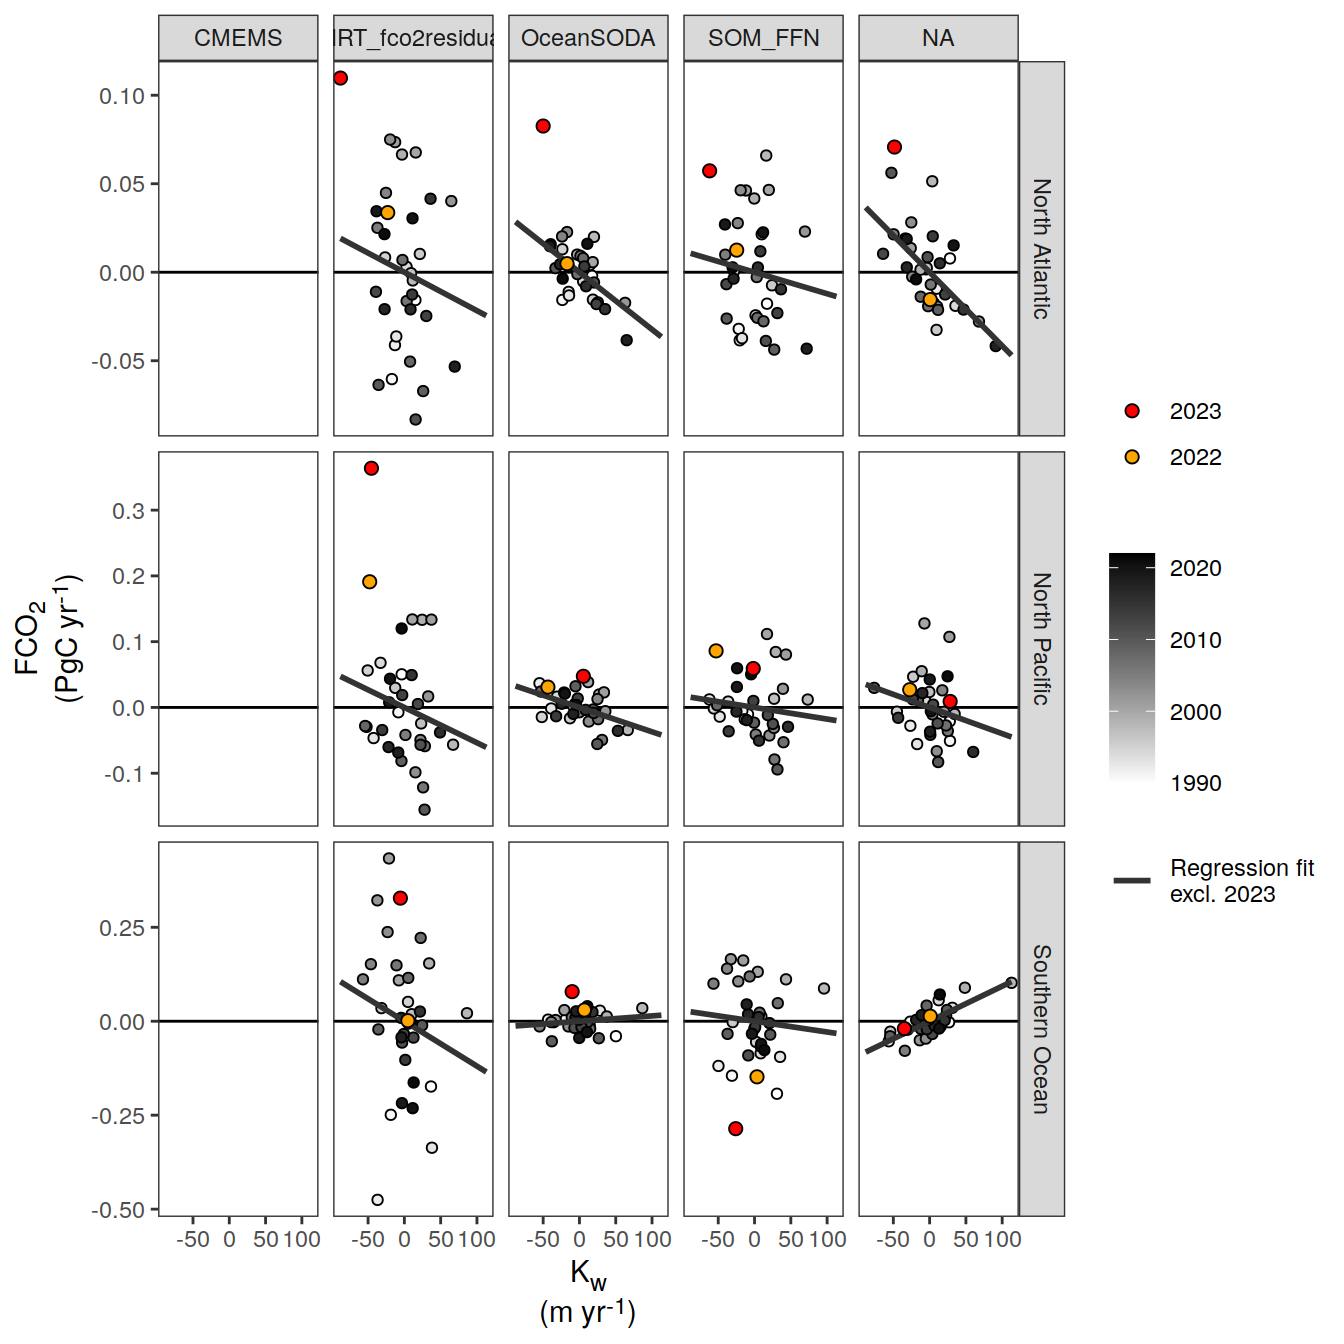 CMEMS
OceanSODA
SOM_FFN
NA
0.10
0.05
0.00
-0.05
North Atlantic
0.3
0.2
0.1
0.0
-0.1
North Pacific
0.25
0.00
-0.25
-0.50
Southern Ocean
-50 0 50 100
-50 0 50 100
-50 0 50 100
-50 0 50 100
-50 0 50 100
FCO2
(PgC yr-1)
Kw
(m yr-1)
2023
2022
2020
2010
2000
1990
Regression fit
excl. 2023